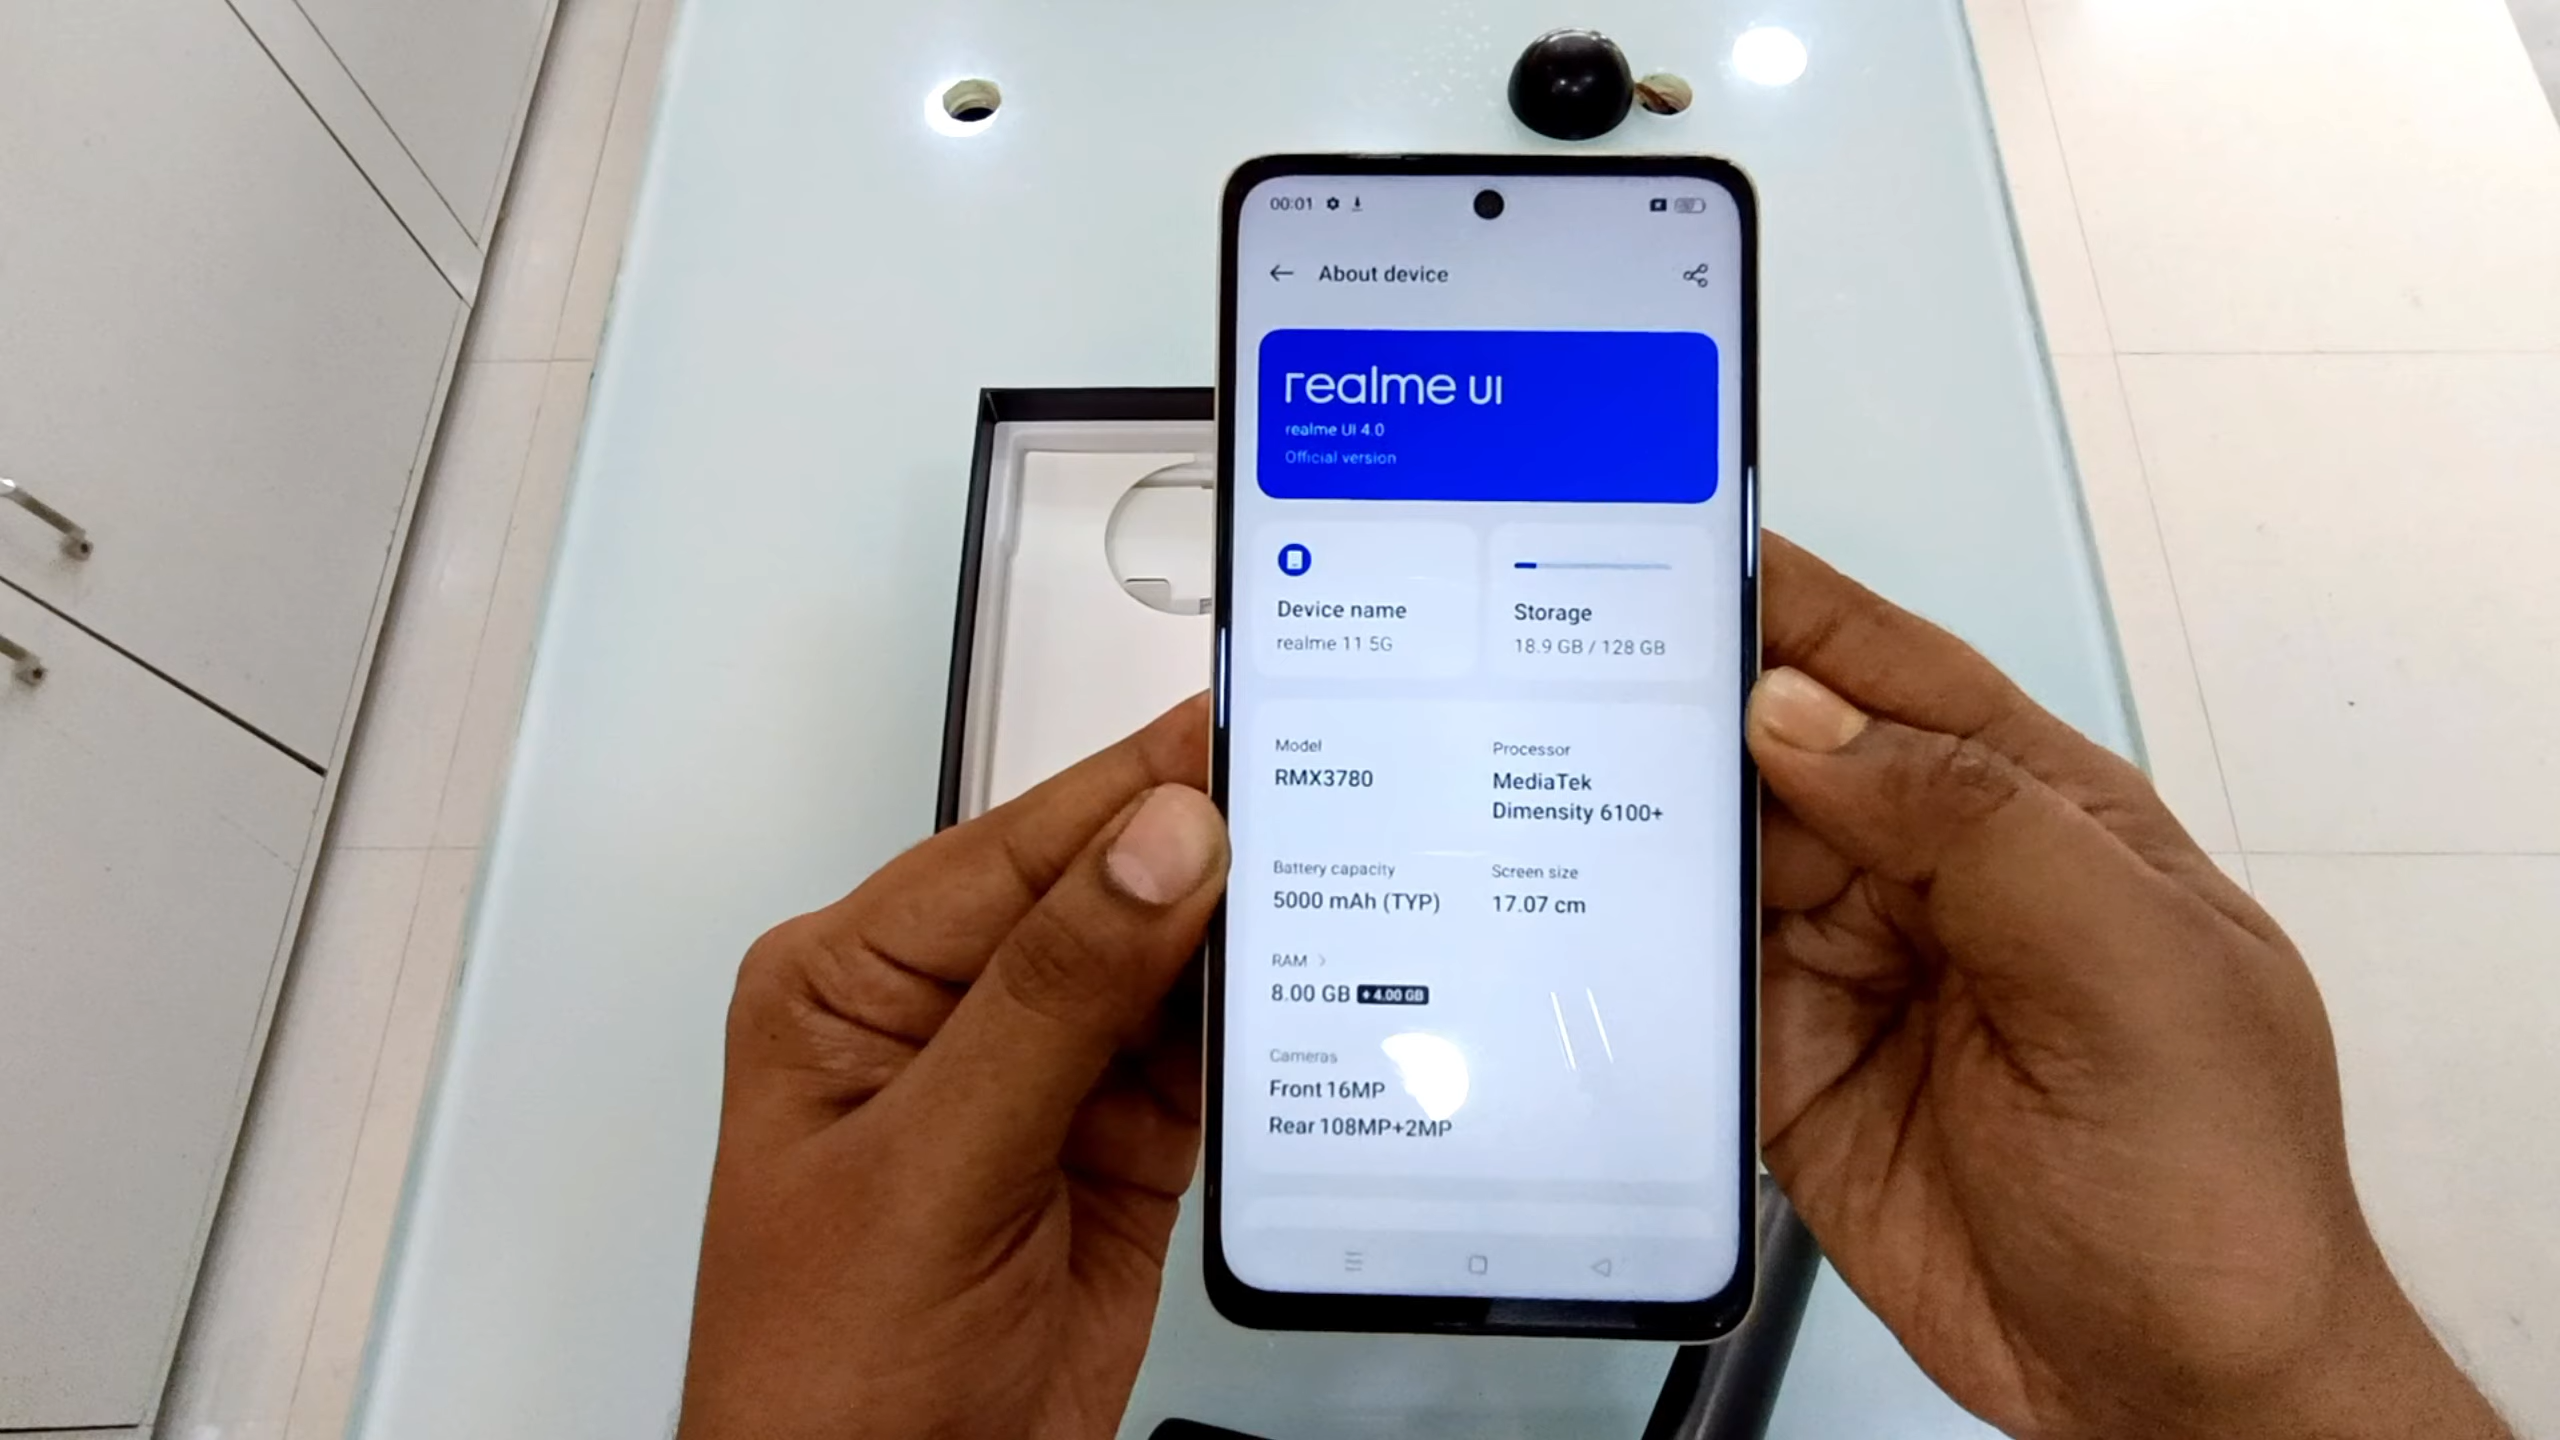 00:01
About device
realme UI
realme UI 4.0
Official version
Device name
realme 11 5G
Storage
18.9 GB / 128 GB
Model
RMX3780
Processor
MediaTek
Dimensity 6100+
Battery capacity
5000 mAh (TYP)
Screen size
17.07 cm
RAM >
8.00 GB + 4.00 GB
Cameras
Front 16MP
Rear 108MP+2MP